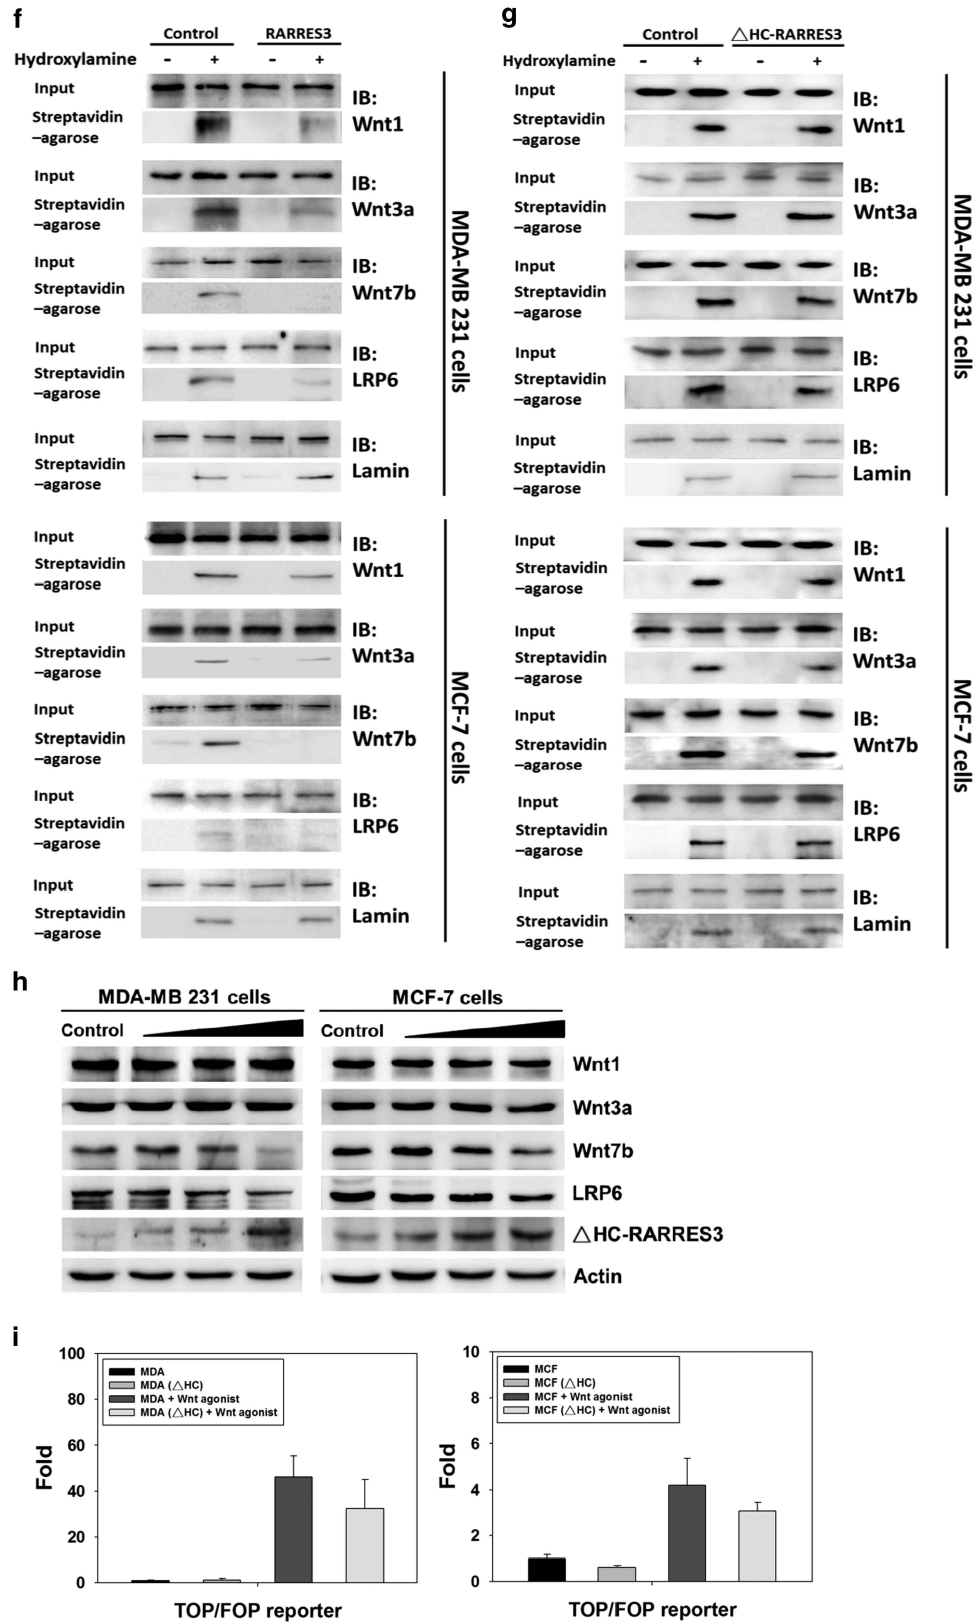 f
Control RARRES3
Hydroxylamine - + - +
Input
IB:
Streptavidin
–agarose
Wnt1
Input
IB:
Streptavidin
–agarose
Wnt3a
Input
IB:
Streptavidin
–agarose
Wnt7b
Input
IB:
Streptavidin
–agarose
LRP6
Input
IB:
Streptavidin
–agarose
Lamin
MDA-MB 231 cells
Input
IB:
Streptavidin
–agarose
Wnt1
Input
IB:
Streptavidin
–agarose
Wnt3a
Input
IB:
Streptavidin
–agarose
Wnt7b
Input
IB:
Streptavidin
–agarose
LRP6
Input
IB:
Streptavidin
–agarose
Lamin
MCF-7 cells
g
Control △HC-RARRES3
Hydroxylamine - + - +
Input
IB:
Streptavidin
–agarose
Wnt1
Input
IB:
Streptavidin
–agarose
Wnt3a
Input
IB:
Streptavidin
–agarose
Wnt7b
Input
IB:
Streptavidin
–agarose
LRP6
Input
IB:
Streptavidin
–agarose
Lamin
MDA-MB 231 cells
Input
IB:
Streptavidin
–agarose
Wnt1
Input
IB:
Streptavidin
–agarose
Wnt3a
Input
IB:
Streptavidin
–agarose
Wnt7b
Input
IB:
Streptavidin
–agarose
LRP6
Input
IB:
Streptavidin
–agarose
Lamin
MCF-7 cells
h
MDA-MB 231 cells MCF-7 cells
Control Control
Wnt1
Wnt3a
Wnt7b
LRP6
△HC-RARRES3
Actin
i
100
80
60
40
20
0
Fold
MDA
MDA (△HC)
MDA + Wnt agonist
MDA (△HC) + Wnt agonist
TOP/FOP reporter
10
8
6
4
2
0
Fold
MCF
MCF (△HC)
MCF + Wnt agonist
MCF (△HC) + Wnt agonist
TOP/FOP reporter